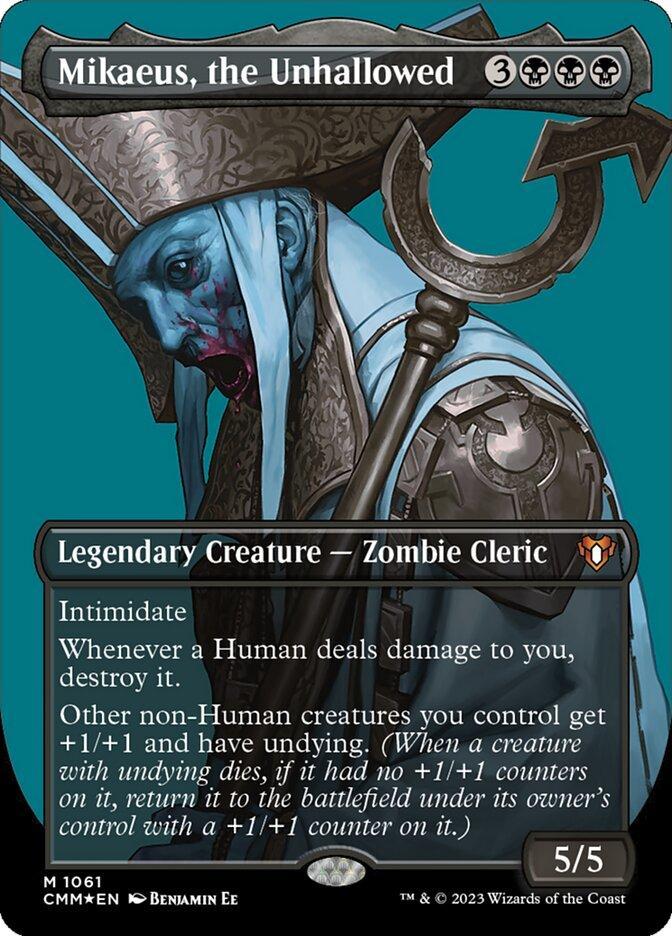 Mikaeus, the Unhallowed 3
Legendary Creature — Zombie Cleric
Intimidate
Whenever a Human deals damage to you,
destroy it.
Other non-Human creatures you control get
+1/+1 and have undying. (When a creature
with undying dies, if it had no +1/+1 counters
on it, return it to the battlefield under its owner's
control with a +1/+1 counter on it.)
5/5
M 1061
CMM★EN Benjamin Ee
™ & © 2023 Wizards of the Coast